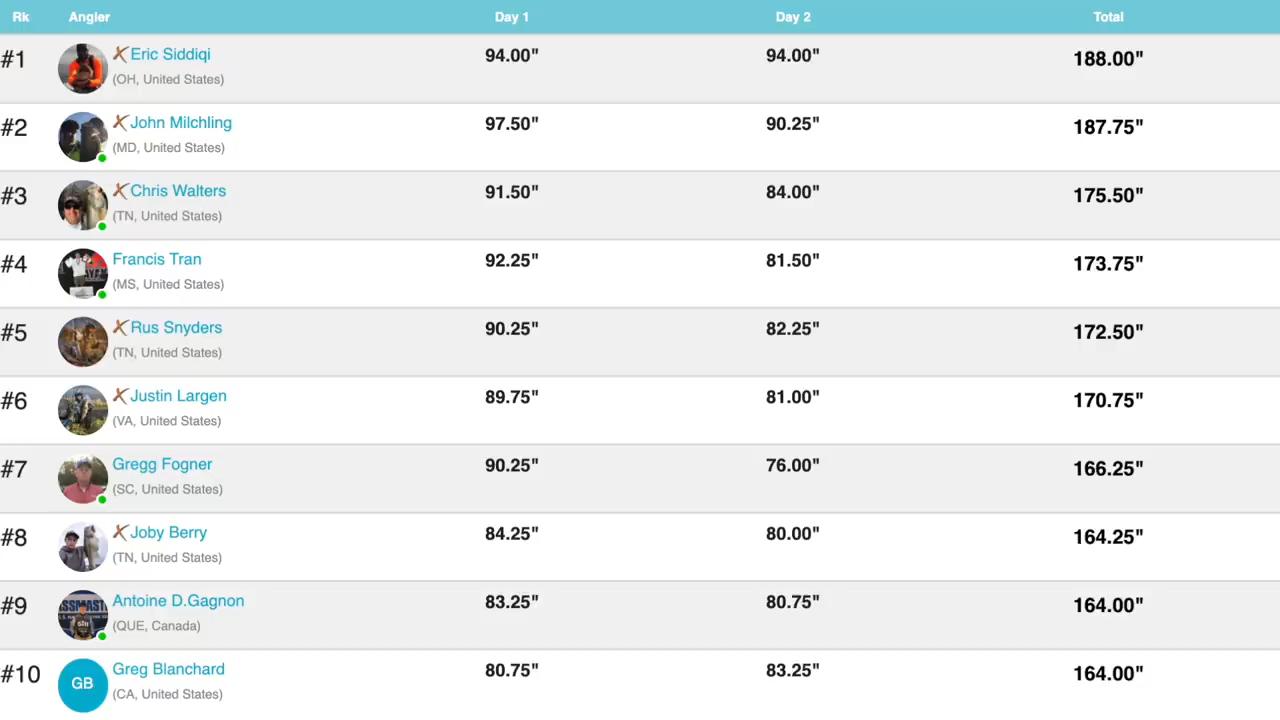 Rk Angler Day 1 Day 2 Total
#1 Eric Siddiqi 94.00" 94.00" 188.00"
(OH, United States)
#2 John Milchling 97.50" 90.25" 187.75"
(MD, United States)
#3 Chris Walters 91.50" 84.00" 175.50"
(TN, United States)
#4 Francis Tran 92.25" 81.50" 173.75"
(MS, United States)
#5 Rus Snyders 90.25" 82.25" 172.50"
(TN, United States)
#6 Justin Largen 89.75" 81.00" 170.75"
(VA, United States)
#7 Gregg Fogner 90.25" 76.00" 166.25"
(SC, United States)
#8 Joby Berry 84.25" 80.00" 164.25"
(TN, United States)
#9 Antoine D.Gagnon 83.25" 80.75" 164.00"
(QUE, Canada)
#10 GB Greg Blanchard 80.75" 83.25" 164.00"
(CA, United States)